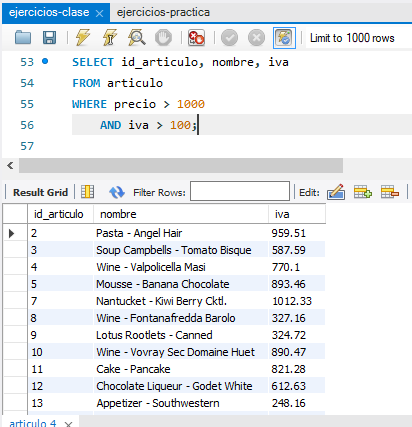 ejercicios-clase × ejercicios-practica
Limit to 1000 rows
53 SELECT id_articulo, nombre, iva
54 FROM articulo
55 WHERE precio > 1000
56 AND iva > 100;
57
Result Grid Filter Rows: Edit:
id_articulo nombre iva
2 Pasta - Angel Hair 959.51
3 Soup Campbells - Tomato Bisque 587.59
4 Wine - Valpolicella Masi 770.1
5 Mousse - Banana Chocolate 893.46
7 Nantucket - Kiwi Berry Cktl. 1012.33
8 Wine - Fontanafredda Barolo 327.16
9 Lotus Rootlets - Canned 324.72
10 Wine - Vovray Sec Domaine Huet 890.47
11 Cake - Pancake 821.28
12 Chocolate Liqueur - Godet White 612.63
13 Appetizer - Southwestern 248.16
articulo 4 ×